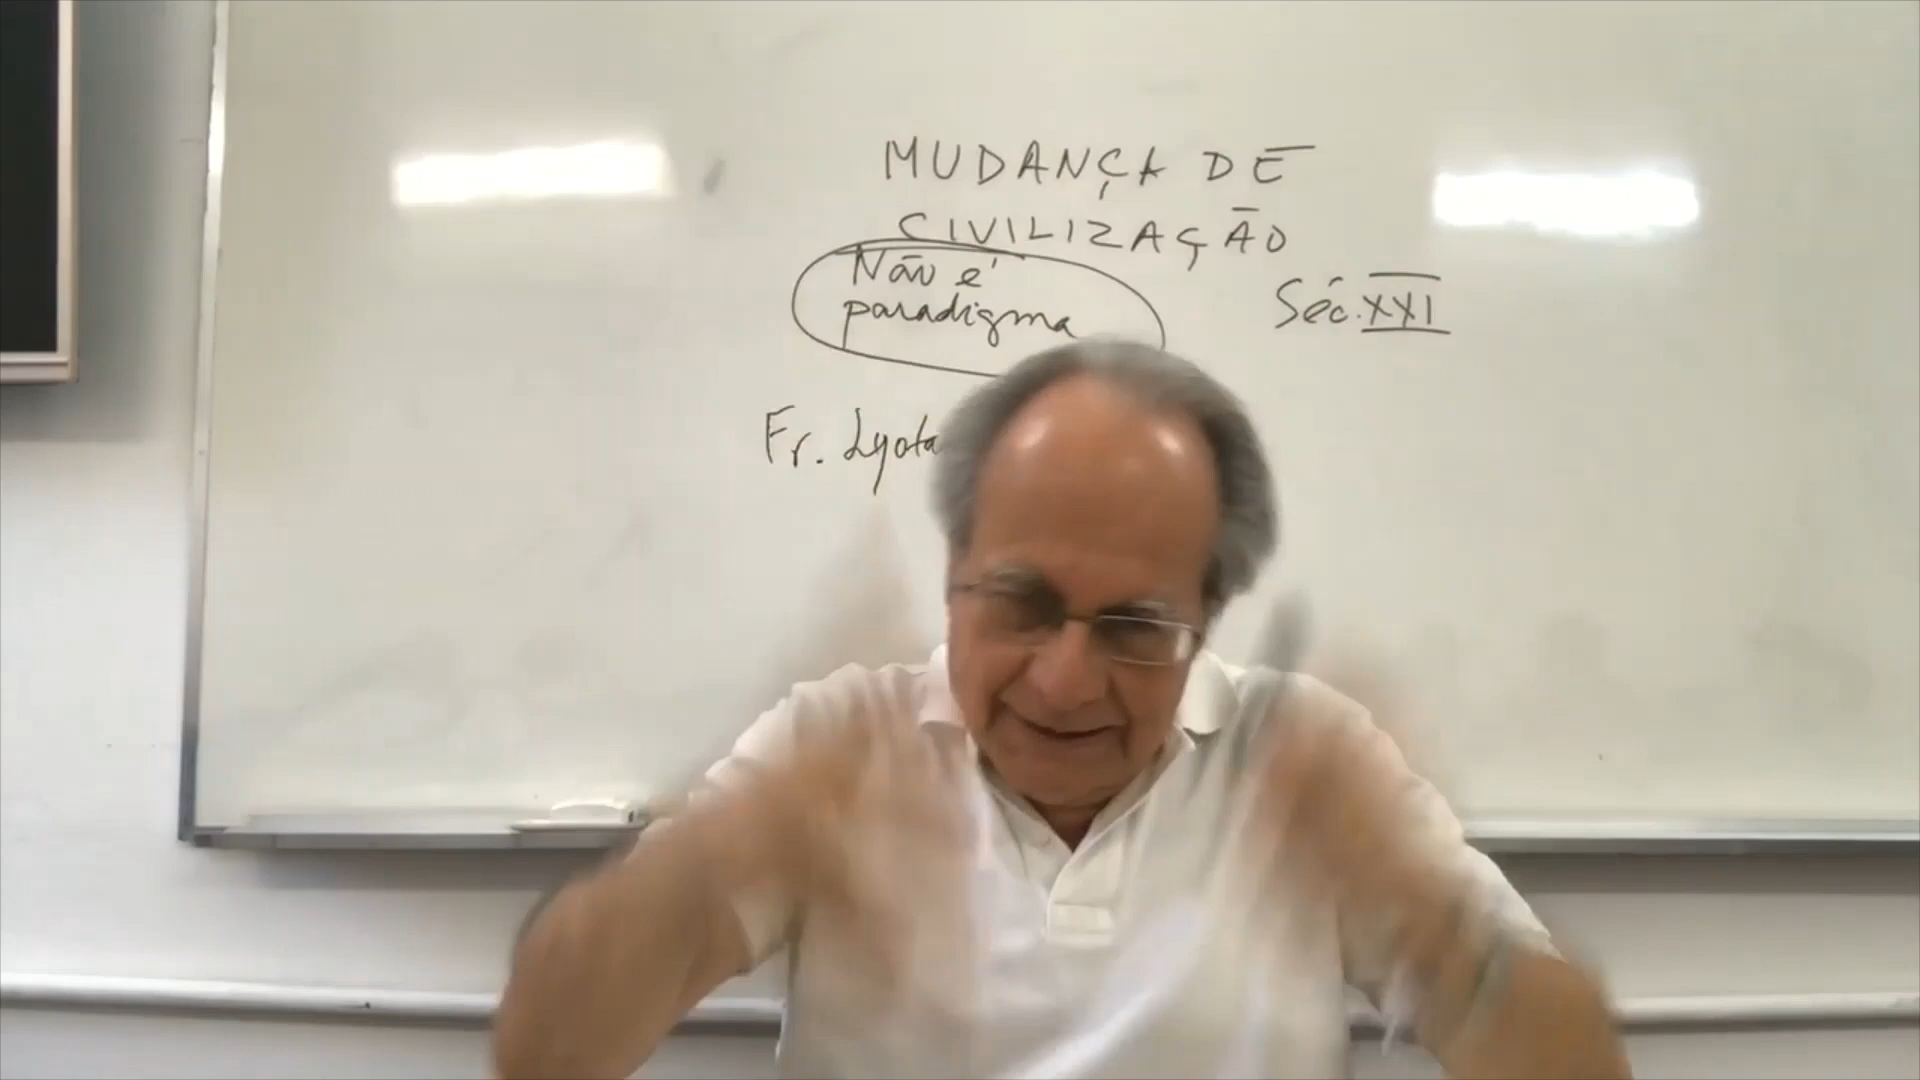 MUDANÇA DE
CIVILIZAÇÃO
Não é
paradigma
Séc. XXI
Fr. Lyota